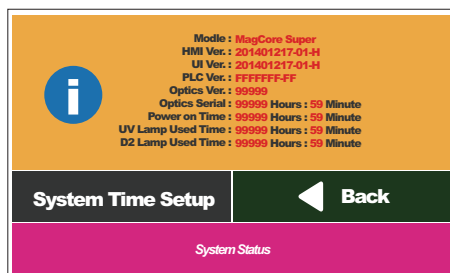 Modle : MagCore Super
HMI Ver. : 201401217-01-H
UI Ver. : 201401217-01-H
PLC Ver. : FFFFFFF-FF
Optics Ver. : 99999
Optics Serial : 99999 Hours : 59 Minute
Power on Time : 99999 Hours : 59 Minute
UV Lamp Used Time : 99999 Hours : 59 Minute
D2 Lamp Used Time : 99999 Hours : 59 Minute
System Time Setup
Back
System Status